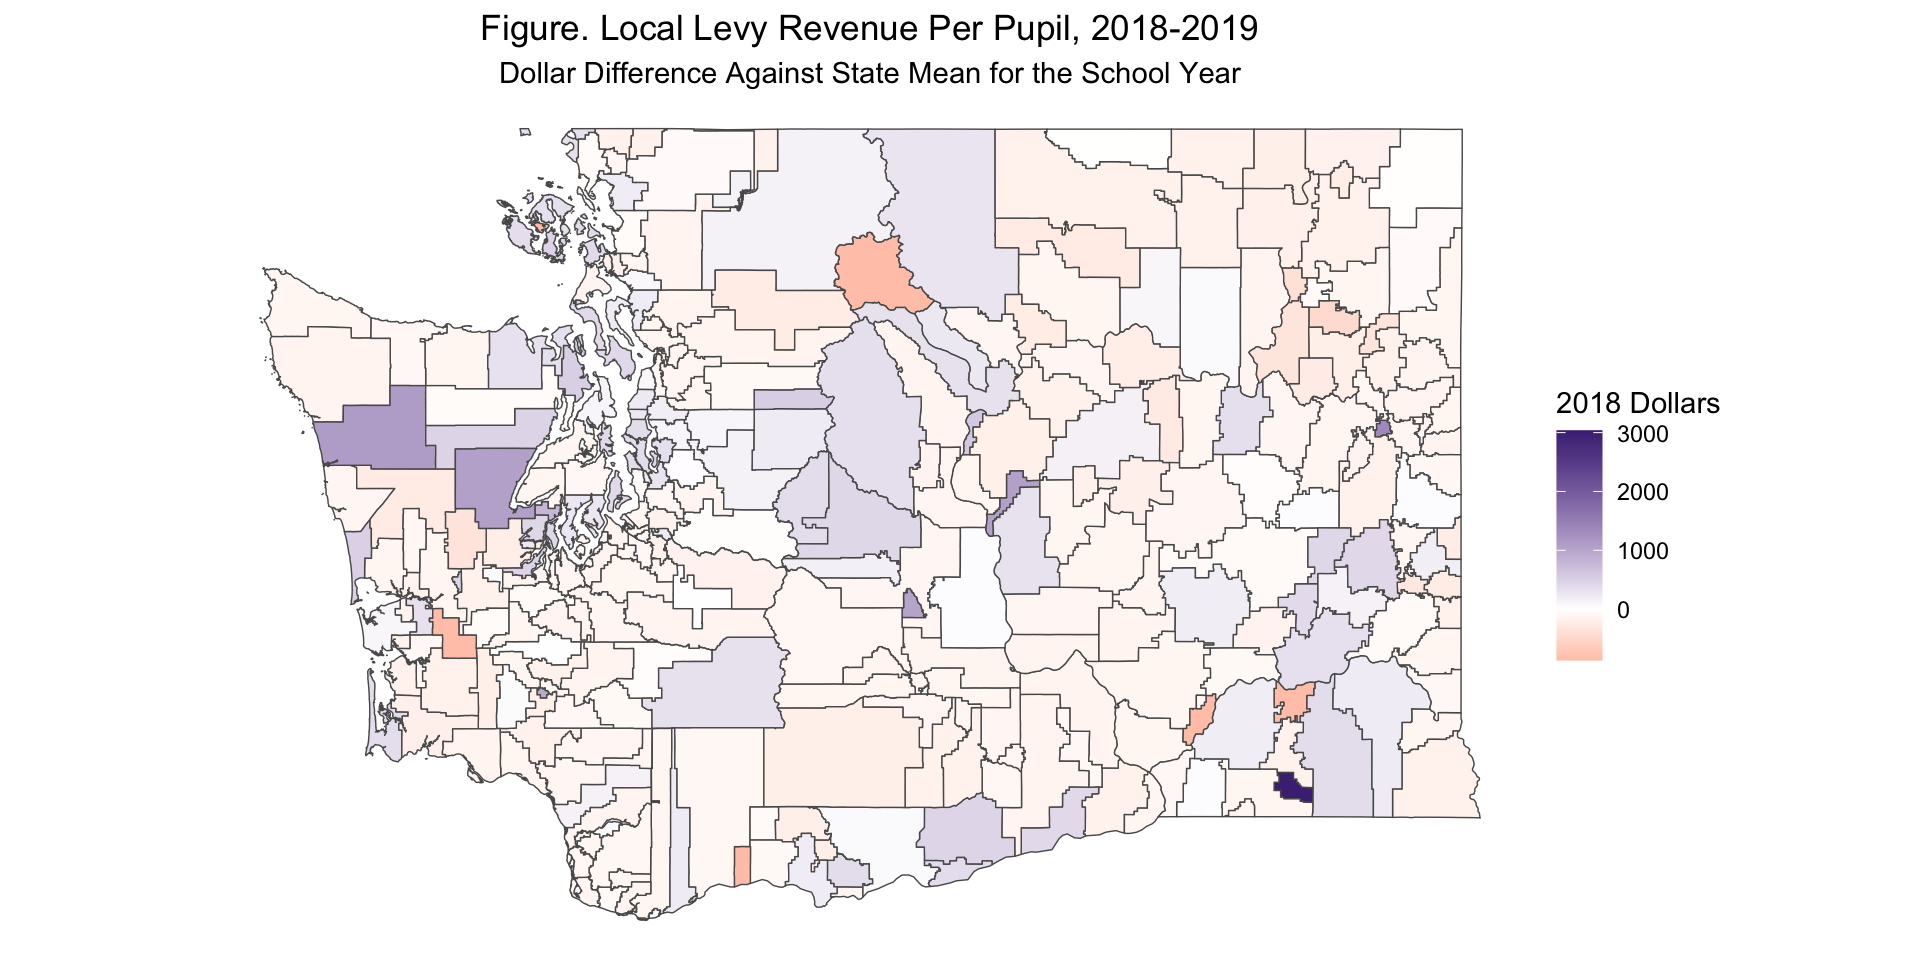 Figure. Local Levy Revenue Per Pupil, 2018-2019
Dollar Difference Against State Mean for the School Year
2018 Dollars
3000
2000
1000
0